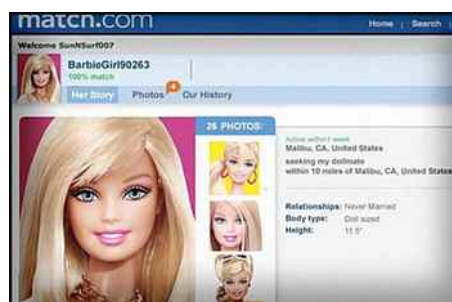 match.com
Home | Search |
Welcome SunNSurf007
BarbieGirl90263
100% match
4
Her Story Photos Our History
26 PHOTOS:
Active within 1 week
Malibu, CA, United States
seeking my dollmate
within 10 miles of Malibu, CA, United States
Relationships: Never Married
Body type: Doll sized
Height: 11.5"